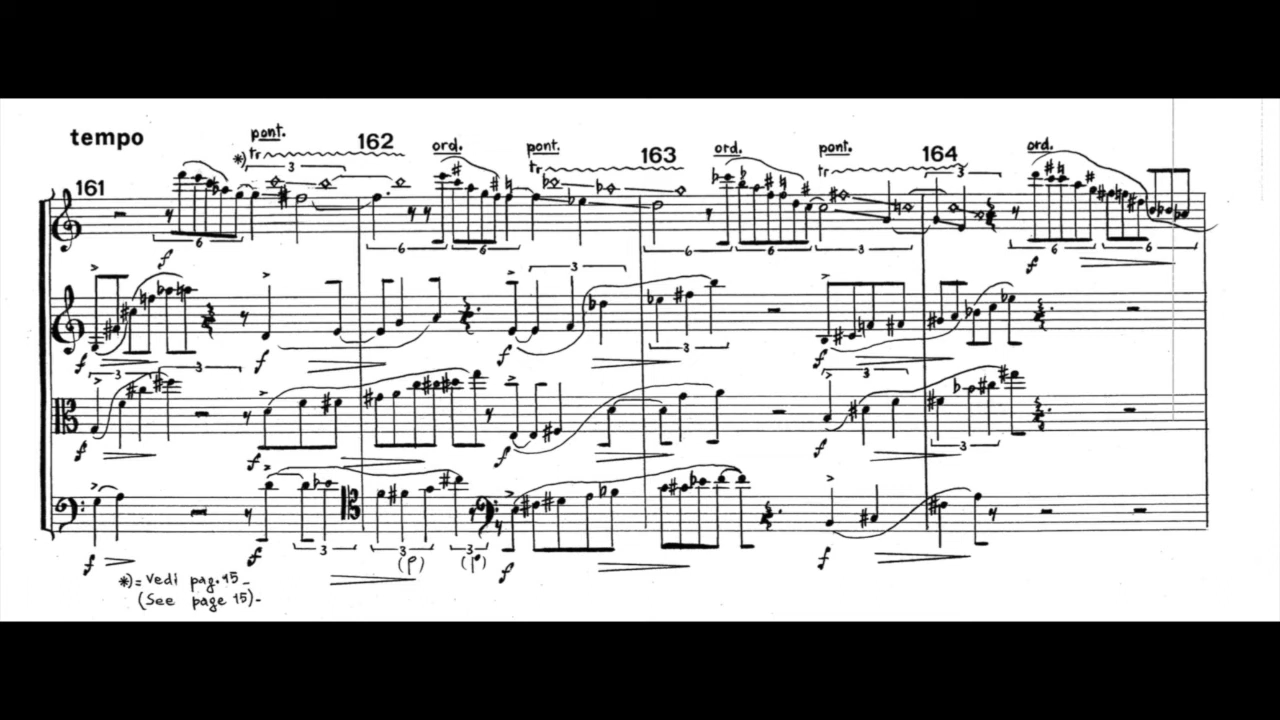 tempo
pont.
162
ord.
pont.
163
ord.
pont.
164
ord.
*)
tr
tr
tr
161
3
3
6
6
6
6
6
3
6
6
f
f
3
f
f
f
3
f
3
3
3
f
f
f
3
f
3
3
3
3
(p)
(p)
f
f
f
f
*)= Vedi pag. 15_
(See page 15)-